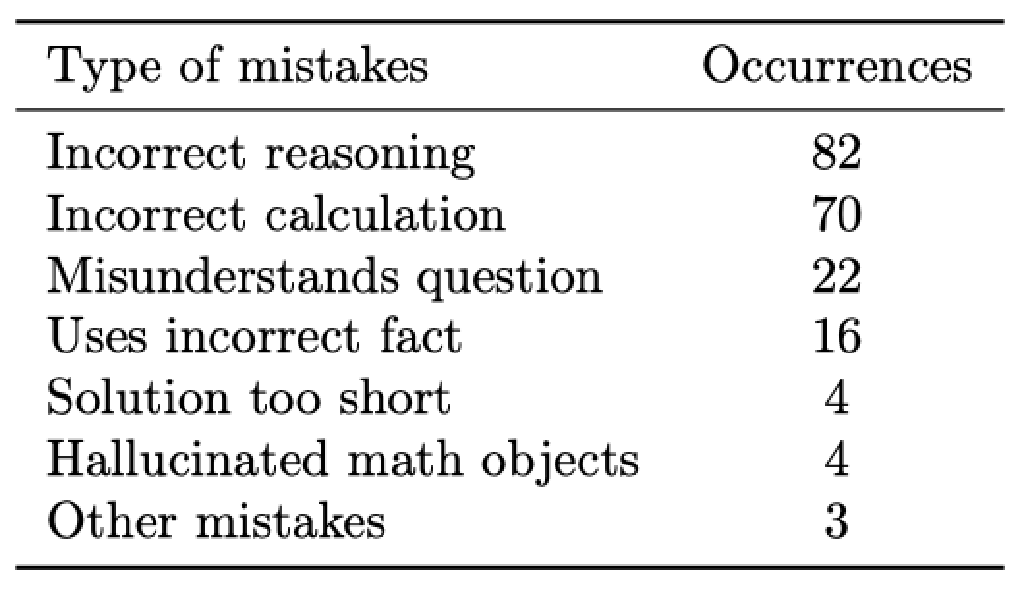 Type of mistakes Occurrences
Incorrect reasoning 82
Incorrect calculation 70
Misunderstands question 22
Uses incorrect fact 16
Solution too short 4
Hallucinated math objects 4
Other mistakes 3